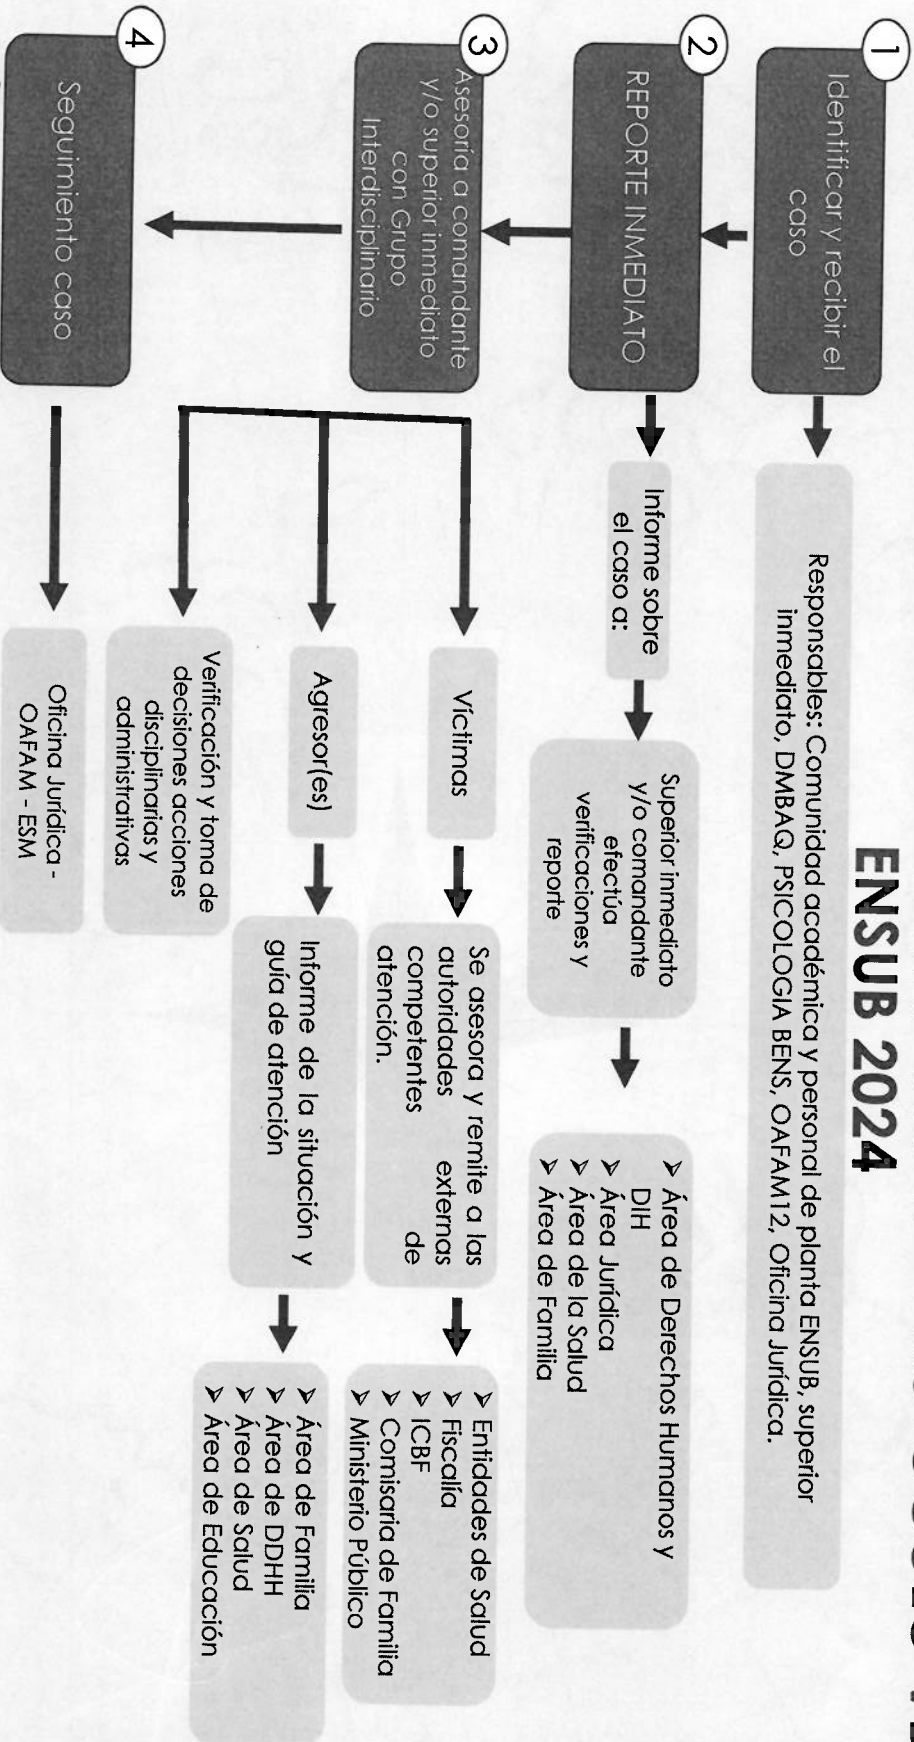 ENSUB 2024
1
Identificar y recibir el
caso
Responsables: Comunidad académica y personal de planta ENSUB, superior
inmediato, DMBAQ, PSICOLOGIA BENS, OAFAM12, Oficina Jurídica.
2
REPORTE INMEDIATO
Informe sobre
el caso a:
Superior inmediato
y/o comandante
efectúa
verificaciones y
reporte
➢ Área de Derechos Humanos y
DIH
➢ Área Jurídica
➢ Área de la Salud
➢ Área de Familia
3
Asesoría a comandante
y/o superior inmediato
con Grupo
Interdisciplinario
Víctimas
Se asesora y remite a las
autoridades externas
competentes de
atención.
➢ Entidades de Salud
➢ Fiscalía
➢ ICBF
➢ Comisaria de Familia
➢ Ministerio Público
Agresor(es)
Informe de la situación y
guía de atención
➢ Área de Familia
➢ Área de DDHH
➢ Área de Salud
➢ Área de Educación
Verificación y toma de
decisiones acciones
disciplinarias y
administrativas
4
Seguimiento caso
Oficina Jurídica -
OAFAM - ESM